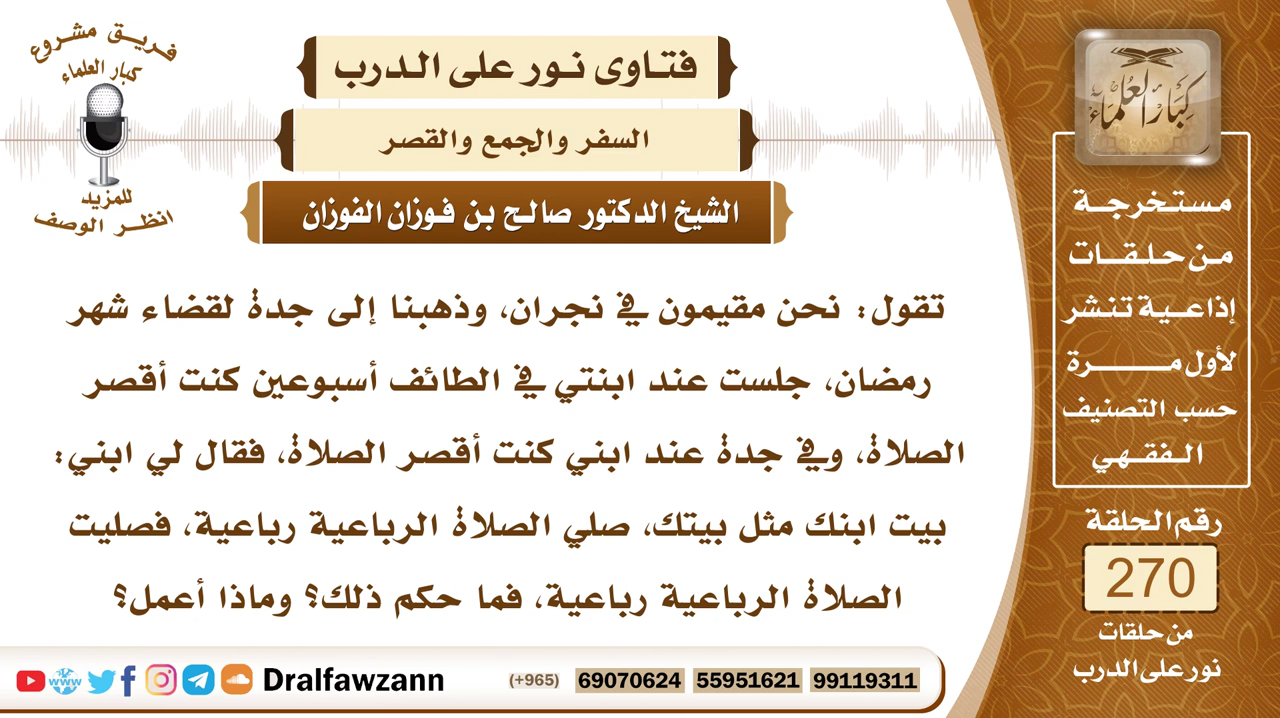 فريق مشروع
كبار العلماء
للمزيد
انظر الوصف
فتاوى نور على الدرب
السفر والجمع والقصر
الشيخ الدكتور صالح بن فوزان الفوزان
تقول: نحن مقيمون في نجران، وذهبنا إلى جدة لقضاء شهر
رمضان، جلست عند ابنتي في الطائف أسبوعين كنت أقصر
الصلاة، وفي جدة عند ابني كنت أقصر الصلاة، فقال لي ابني:
بيت ابنك مثل بيتك، صلي الصلاة الرباعية رباعية، فصليت
الصلاة الرباعية رباعية، فما حكم ذلك؟ وماذا أعمل؟
كبار العلماء
مستخرجة
من حلقات
إذاعية تنشر
لأول مرة
حسب التصنيف
الفقهي
رقم الحلقة
270
من حلقات
نور على الدرب
www Dralfawzann (+965) 69070624 55951621 99119311